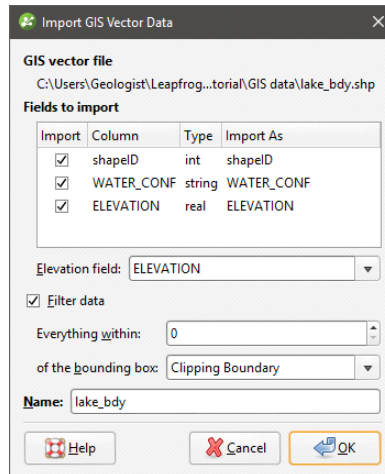 Import GIS Vector Data
GIS vector file
C:\Users\Geologist\Leapfrog...torial\GIS data\lake_bdy.shp
Fields to import
Import Column Type Import As
shapeID int shapeID
WATER_CONF string WATER_CONF
ELEVATION real ELEVATION
Elevation field: ELEVATION
Filter data
Everything within: 0
of the bounding box: Clipping Boundary
Name: lake_bdy
Help Cancel OK